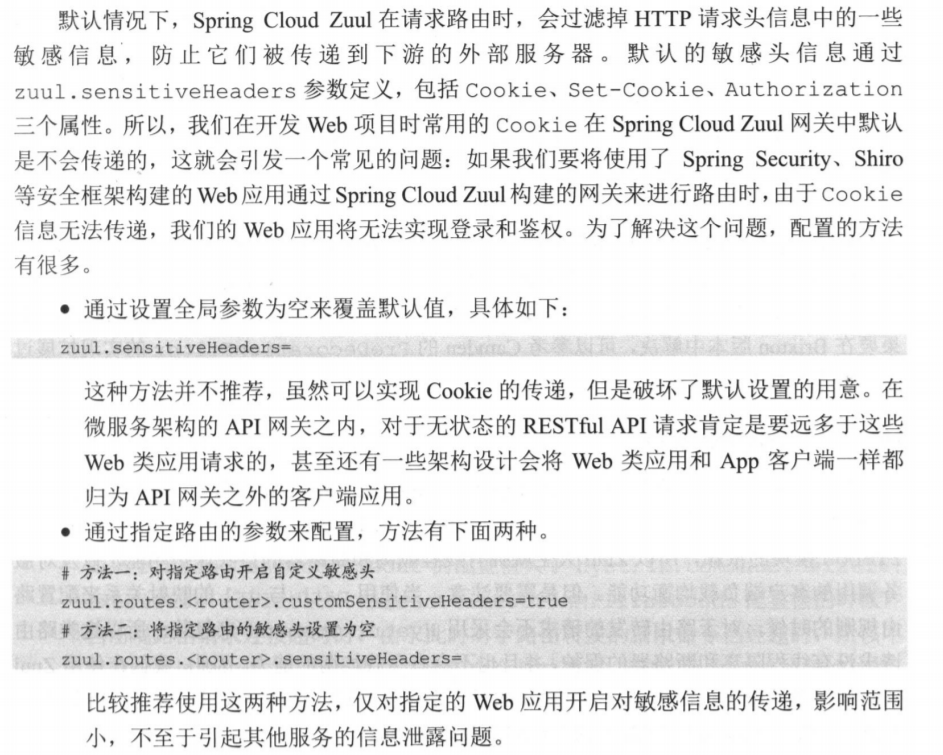 默认情况下，Spring Cloud Zuul 在请求路由时，会过滤掉 HTTP 请求头信息中的一些
敏感信息，防止它们被传递到下游的外部服务器。默认的敏感头信息通过
zuul.sensitiveHeaders 参数定义，包括 Cookie、Set-Cookie、Authorization
三个属性。所以，我们在开发 Web 项目时常用的 Cookie 在 Spring Cloud Zuul 网关中默认
是不会传递的，这就会引发一个常见的问题：如果我们要将使用了 Spring Security、Shiro
等安全框架构建的 Web 应用通过 Spring Cloud Zuul 构建的网关来进行路由时，由于 Cookie
信息无法传递，我们的 Web 应用将无法实现登录和鉴权。为了解决这个问题，配置的方法
有很多。
● 通过设置全局参数为空来覆盖默认值，具体如下：
zuul.sensitiveHeaders=
这种方法并不推荐，虽然可以实现 Cookie 的传递，但是破坏了默认设置的用意。在
微服务架构的 API 网关之内，对于无状态的 RESTful API 请求肯定是要远多于这些
Web 类应用请求的，甚至还有一些架构设计会将 Web 类应用和 App 客户端一样都
归为 API 网关之外的客户端应用。
● 通过指定路由的参数来配置，方法有下面两种。
# 方法一：对指定路由开启自定义敏感头
zuul.routes.<router>.customSensitiveHeaders=true
# 方法二：将指定路由的敏感头设置为空
zuul.routes.<router>.sensitiveHeaders=
比较推荐使用这两种方法，仅对指定的 Web 应用开启对敏感信息的传递，影响范围
小，不至于引起其他服务的信息泄露问题。